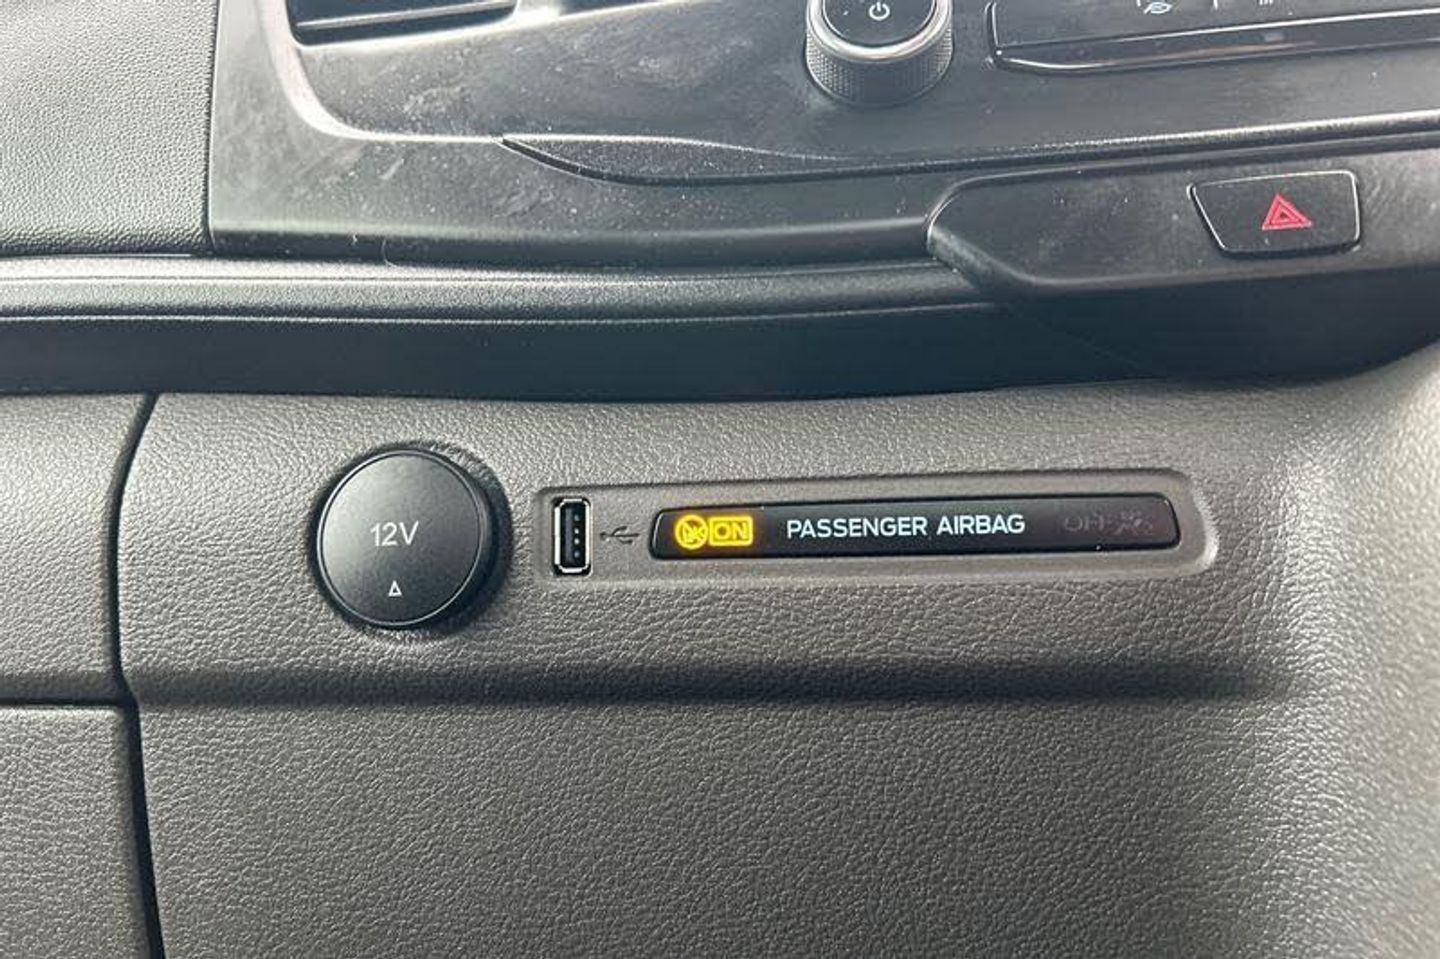 12V
ON PASSENGER AIRBAG OFF